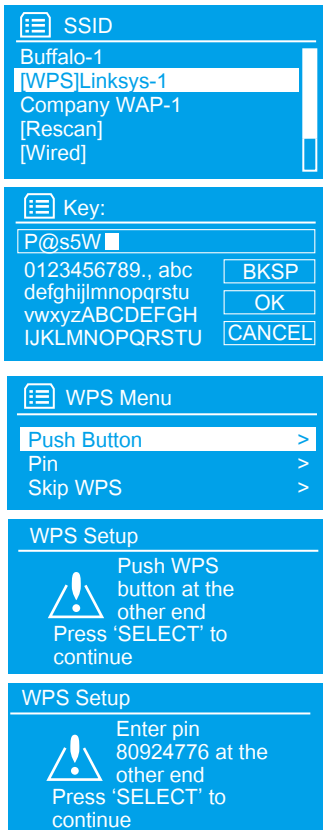 SSID
Buffalo-1
[WPS]Linksys-1
Company WAP-1
[Rescan]
[Wired]
Key:
P@s5W
0123456789., abc
BKSP
defghijlmnopqrstu
OK
vwxyzABCDEFGH
IJKLMNOPQRSTU
CANCEL
WPS Menu
Push Button >
Pin >
Skip WPS >
WPS Setup
Push WPS
button at the
other end
Press ‘SELECT’ to
continue
WPS Setup
Enter pin
80924776 at the
other end
Press ‘SELECT’ to
continue